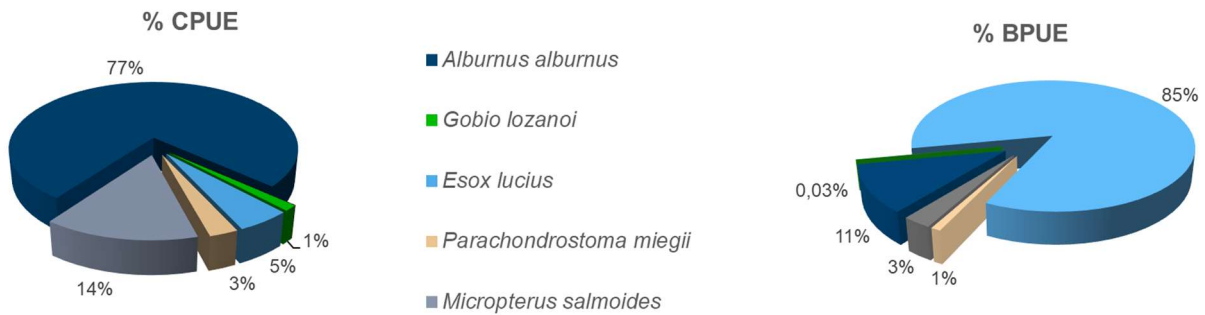 % CPUE
77%
1%
5%
3%
14%
Alburnus alburnus
Gobio lozanoi
Esox lucius
Parachondrostoma miegii
Micropterus salmoides
% BPUE
85%
0,03%
11%
3%
1%